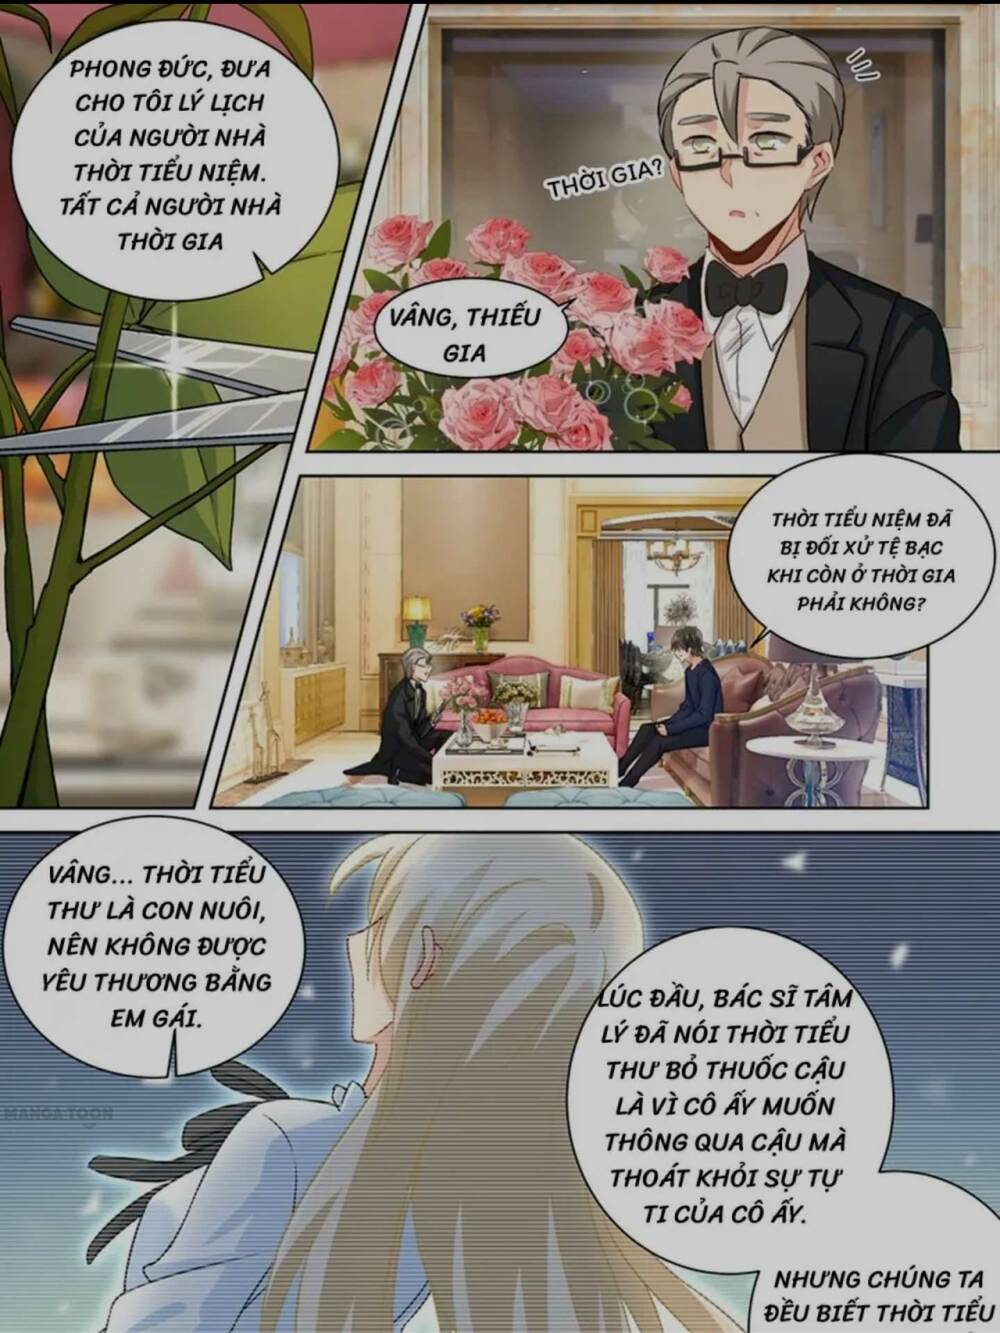 PHONG ĐỨC, ĐƯA
CHO TÔI LÝ LỊCH
CỦA NGƯỜI NHÀ
THỜI TIỂU NIỆM.
TẤT CẢ NGƯỜI NHÀ
THỜI GIA
THỜI GIA?
VÂNG, THIẾU
GIA
THỜI TIỂU NIỆM ĐÃ
BỊ ĐỐI XỬ TỆ BẠC
KHI CÒN Ở THỜI GIA
PHẢI KHÔNG?
VÂNG... THỜI TIỂU
THƯ LÀ CON NUÔI,
NÊN KHÔNG ĐƯỢC
YÊU THƯƠNG BẰNG
EM GÁI.
LÚC ĐẦU, BÁC SĨ TÂM
LÝ ĐÃ NÓI THỜI TIỂU
THƯ BỎ THUỐC CẬU
LÀ VÌ CÔ ẤY MUỐN
THÔNG QUA CẬU MÀ
THOÁT KHỎI SỰ TỰ
TI CỦA CÔ ẤY.
MANGA TOON
NHƯNG CHÚNG TA
ĐỀU BIẾT THỜI TIỂU